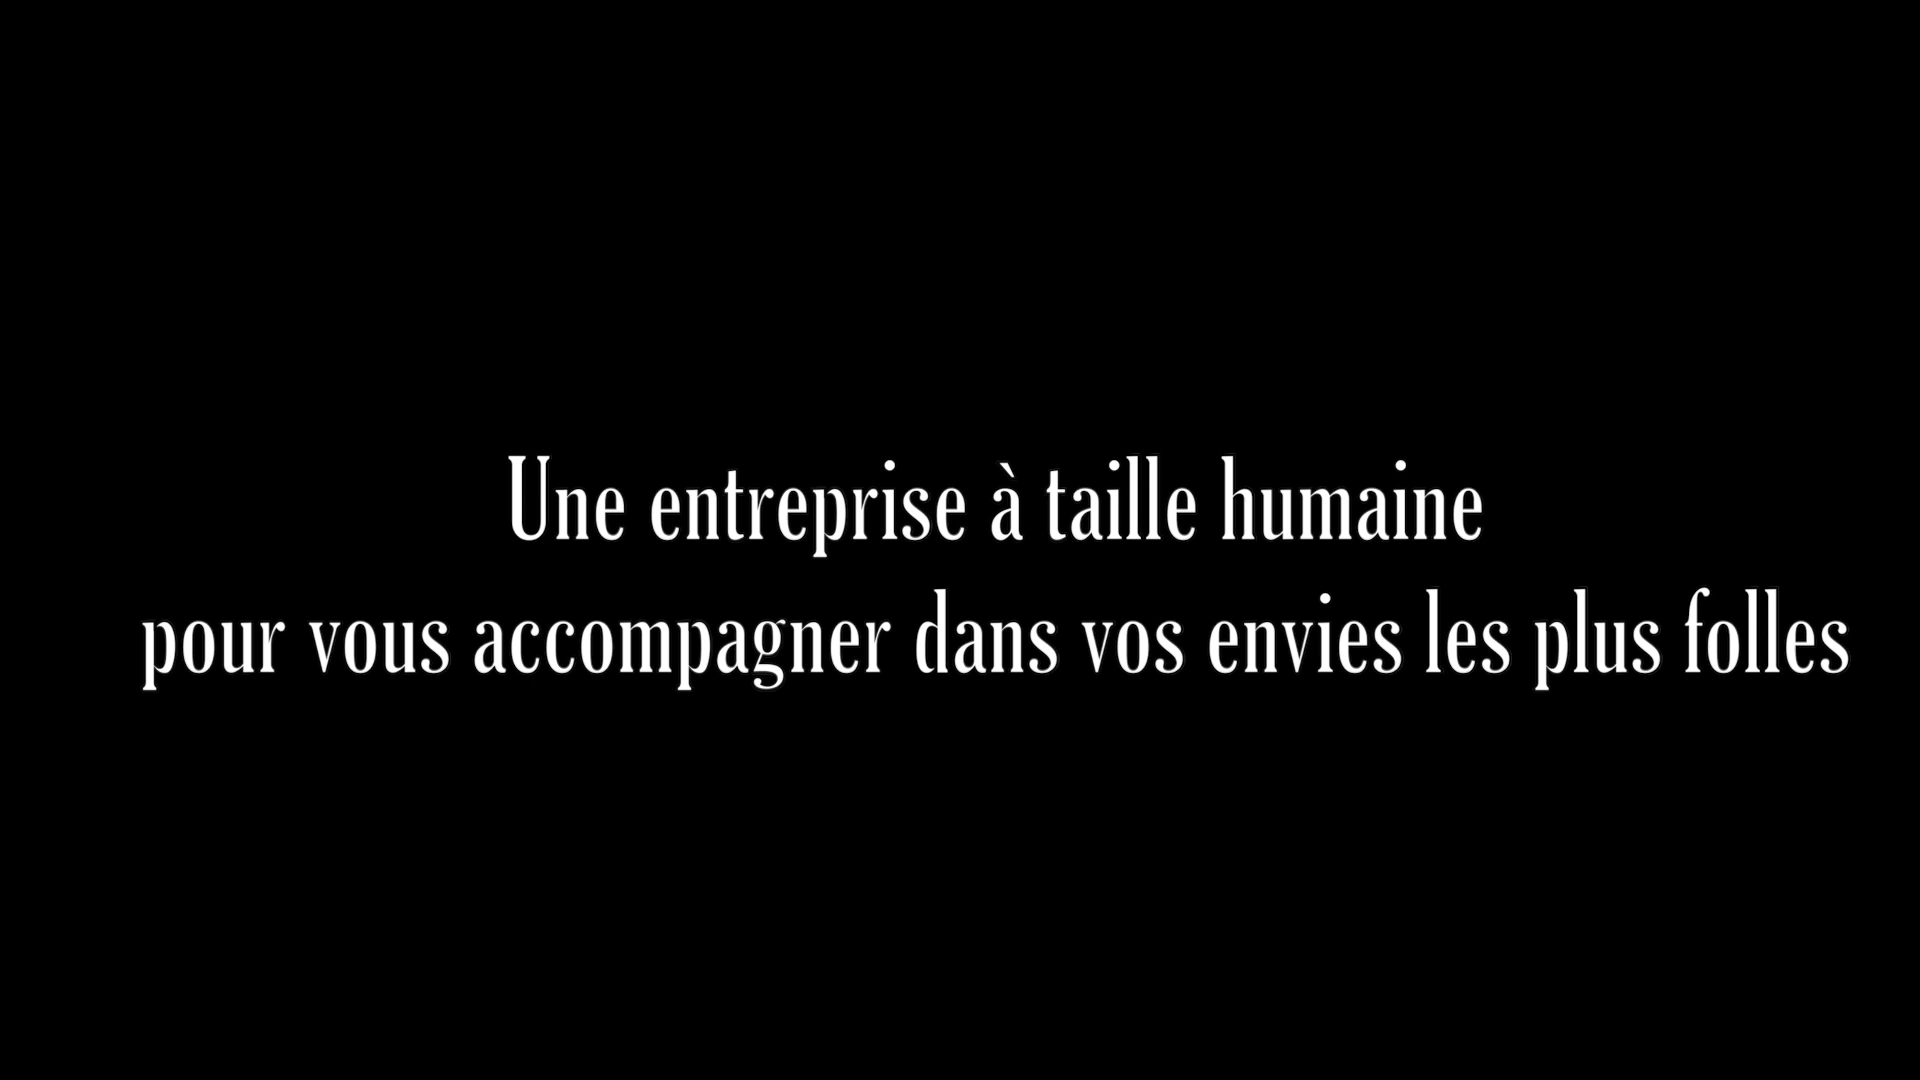 Une entreprise à taille humaine
pour vous accompagner dans vos envies les plus folles